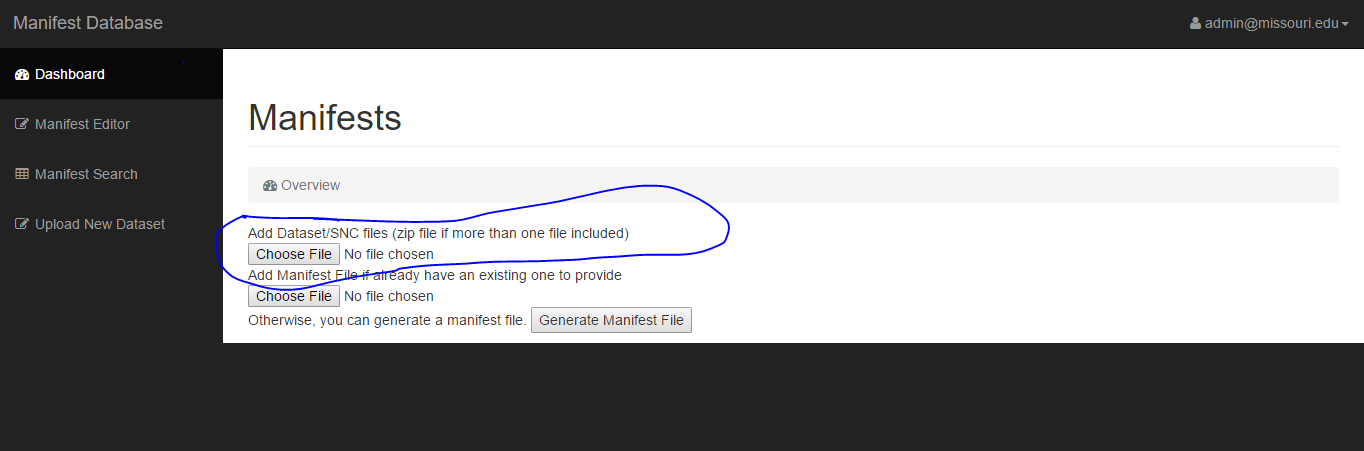 Manifest Database
admin@missouri.edu
Dashboard
Manifest Editor
Manifest Search
Upload New Dataset
Manifests
Overview
Add Dataset/SNC files (zip file if more than one file included)
Choose File No file chosen
Add Manifest File if already have an existing one to provide
Choose File No file chosen
Otherwise, you can generate a manifest file. Generate Manifest File